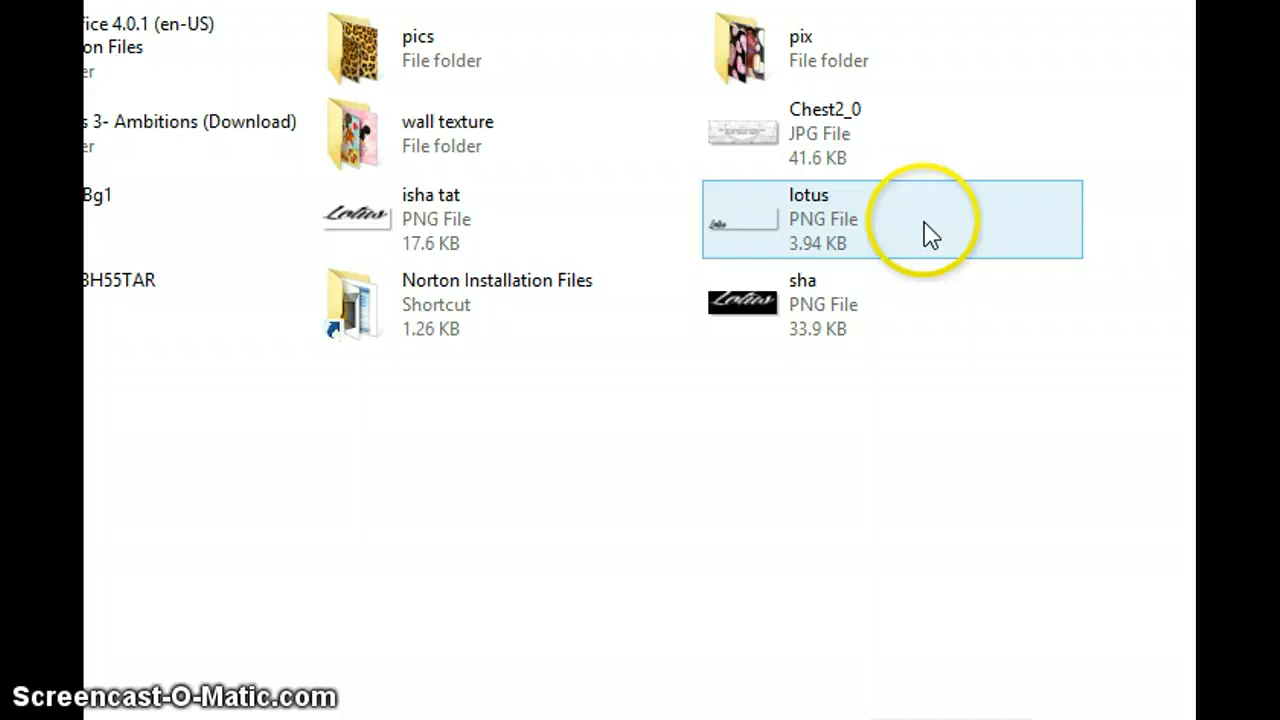 fice 4.0.1 (en-US)
on Files
er
pics
File folder
pix
File folder
s 3- Ambitions (Download)
er
wall texture
File folder
Chest2_0
JPG File
41.6 KB
Bg1
Lotus
isha tat
PNG File
17.6 KB
Lotus
lotus
PNG File
3.94 KB
BH55TAR
Norton Installation Files
Shortcut
1.26 KB
Lotus
sha
PNG File
33.9 KB
Screencast-O-Matic.com